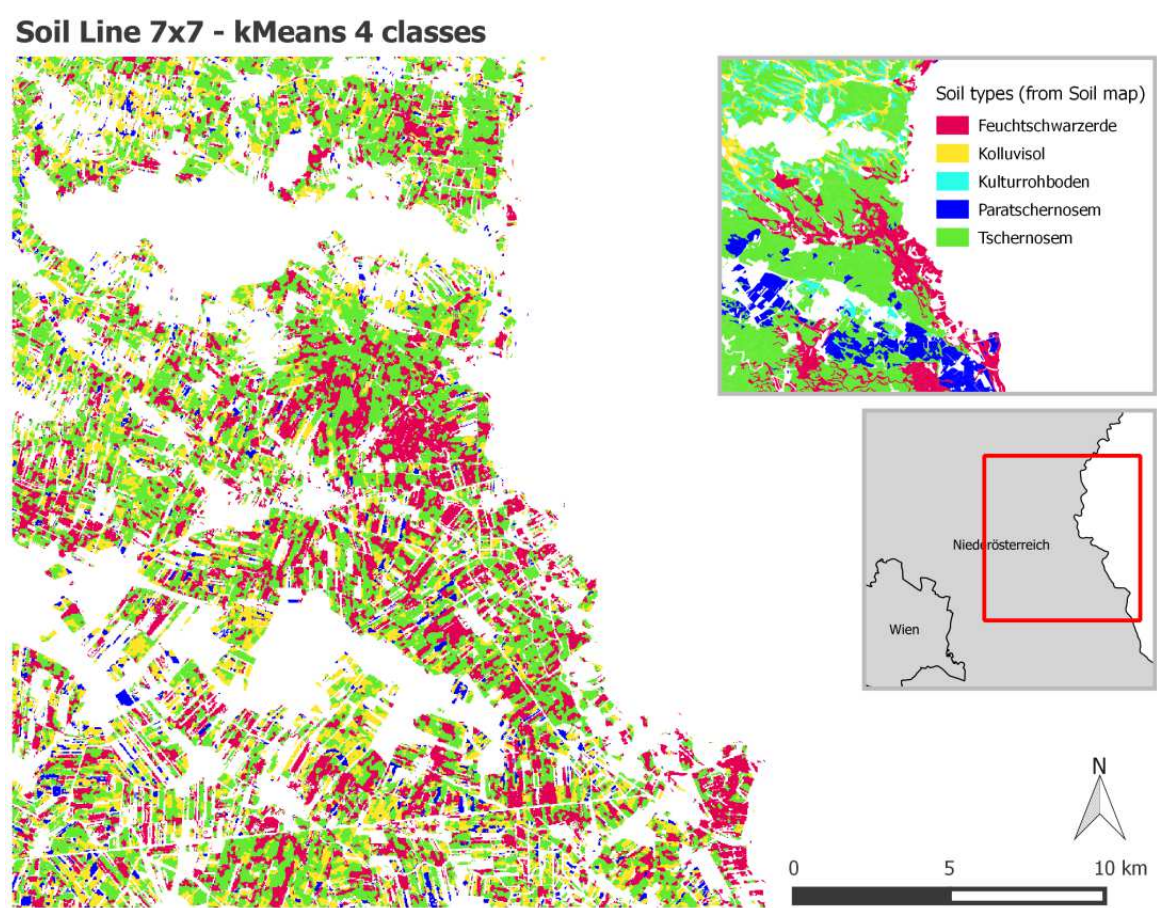 Soil Line 7x7 - kMeans 4 classes
Soil types (from Soil map)
Feuchtschwarzerde
Kolluvisol
Kulturrohboden
Paratschernosem
Tschernosem
Niederösterreich
Wien
N
0 5 10 km